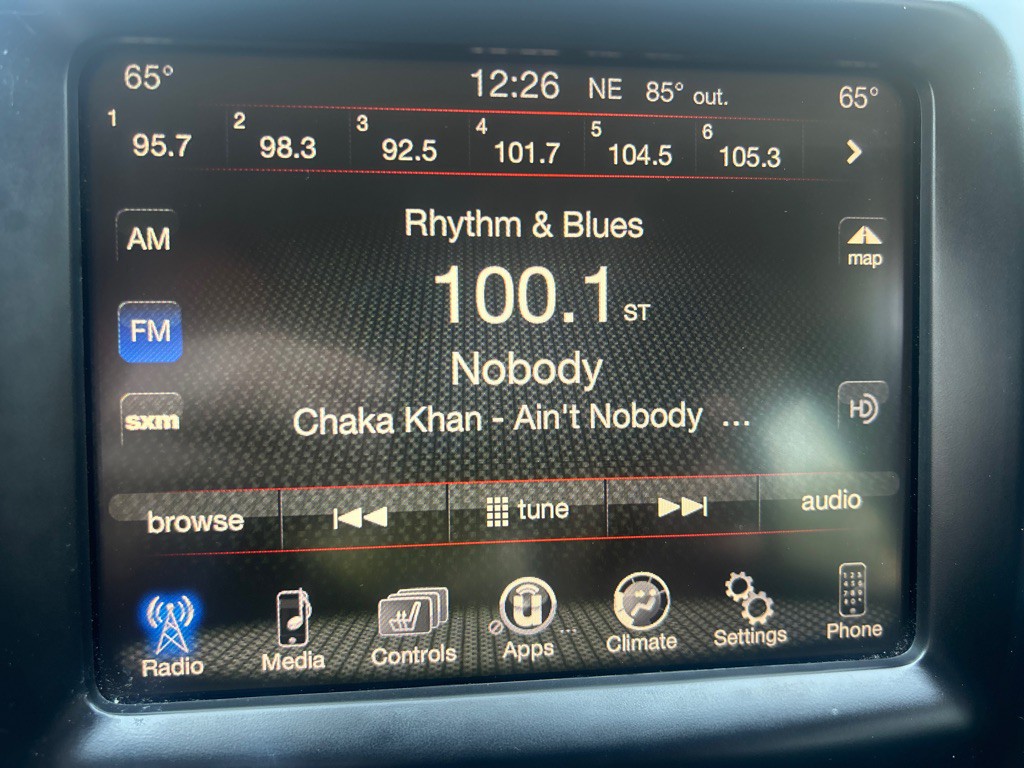 65° 12:26 NE 85° out. 65°
1 95.7 2 98.3 3 92.5 4 101.7 5 104.5 6 105.3
Rhythm & Blues
AM
map
100.1 ST
FM
Nobody
sxm
Chaka Khan - Ain't Nobody ...
HD
browse tune audio
Radio Media Controls Apps ... Climate Settings Phone